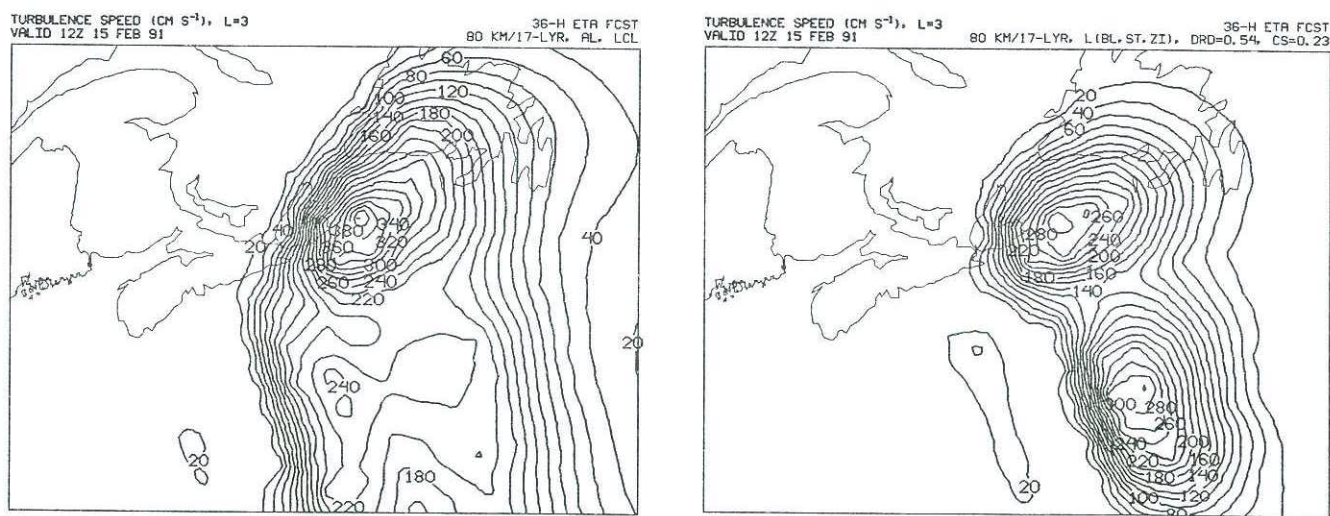 TURBULENCE SPEED (CM S⁻¹), L=3
36-H ETA FCST
VALID 12Z 15 FEB 91
80 KM/17-LYR, AL, LCL
60
80
100 120
140 180
160 200
40 380 340
20 360 320
40
280 300
260 240
220
20
240
20 180
220
TURBULENCE SPEED (CM S⁻¹), L=3
36-H ETA FCST
VALID 12Z 15 FEB 91
80 KM/17-LYR, L(BL,ST,ZI), DRD=0.54, CS=0.23
20
40
60
260
280 240
220 200
180 160
140
300 280
260
240 200
220 160
20 180 140
100 120
80